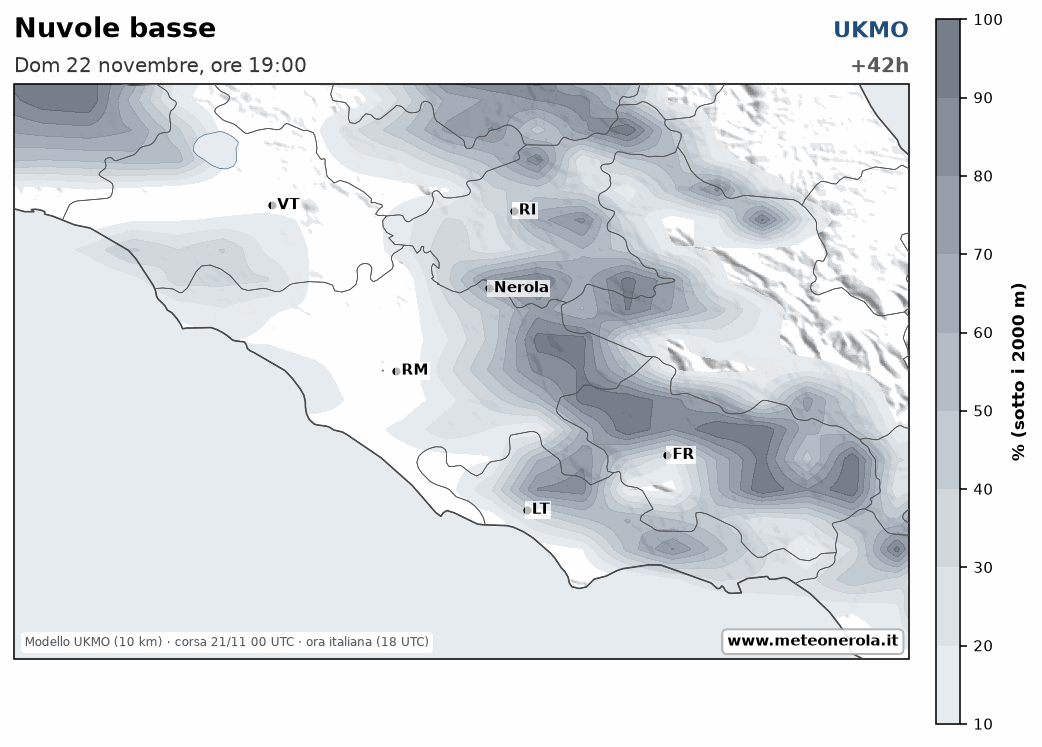 Nuvole basse
UKMO
Dom 22 novembre, ore 19:00
+42h
VT
RI
Nerola
RM
FR
LT
Modello UKMO (10 km) · corsa 21/11 00 UTC · ora italiana (18 UTC)
www.meteonerola.it
100
90
80
70
60
50
40
30
20
10
% (sotto i 2000 m)